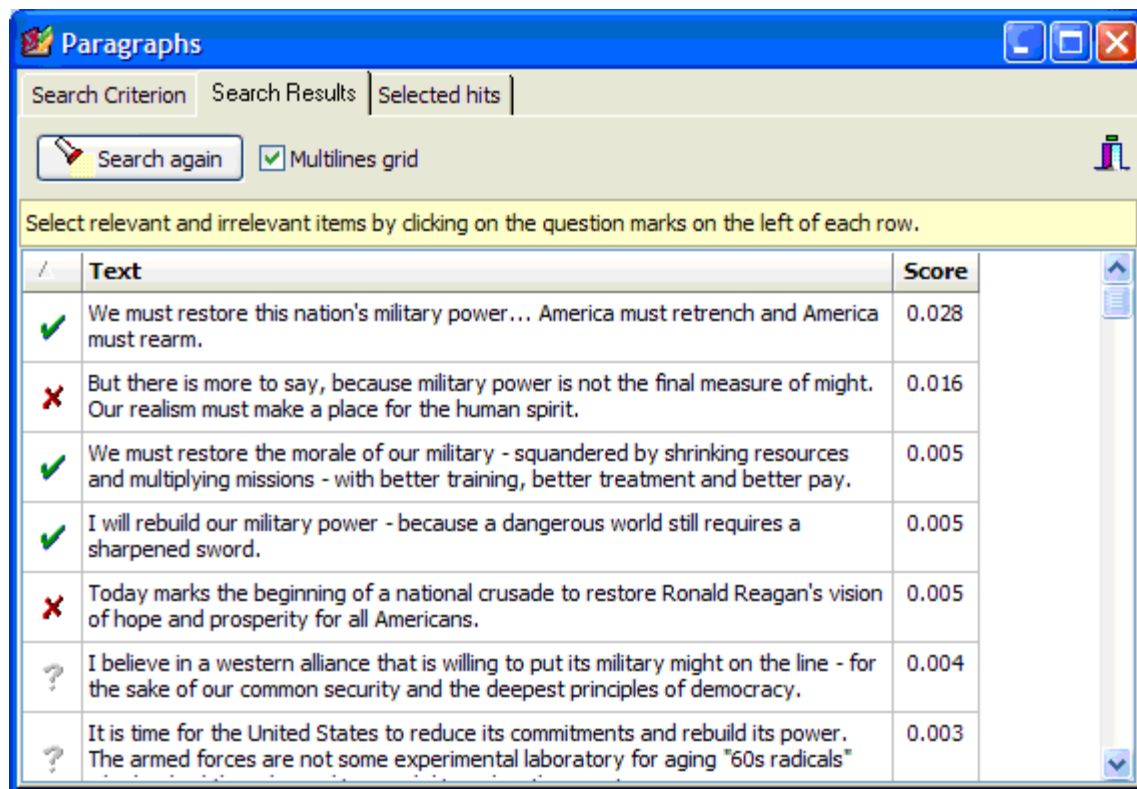 Paragraphs
Search Criterion Search Results Selected hits
Search again Multilines grid
Select relevant and irrelevant items by clicking on the question marks on the left of each row.
Text Score
We must restore this nation's military power... America must retrench and America 0.028
must rearm.
But there is more to say, because military power is not the final measure of might. 0.016
Our realism must make a place for the human spirit.
We must restore the morale of our military - squandered by shrinking resources 0.005
and multiplying missions - with better training, better treatment and better pay.
I will rebuild our military power - because a dangerous world still requires a 0.005
sharpened sword.
Today marks the beginning of a national crusade to restore Ronald Reagan's vision 0.005
of hope and prosperity for all Americans.
? I believe in a western alliance that is willing to put its military might on the line - for 0.004
the sake of our common security and the deepest principles of democracy.
It is time for the United States to reduce its commitments and rebuild its power. 0.003
? The armed forces are not some experimental laboratory for aging "60s radicals"